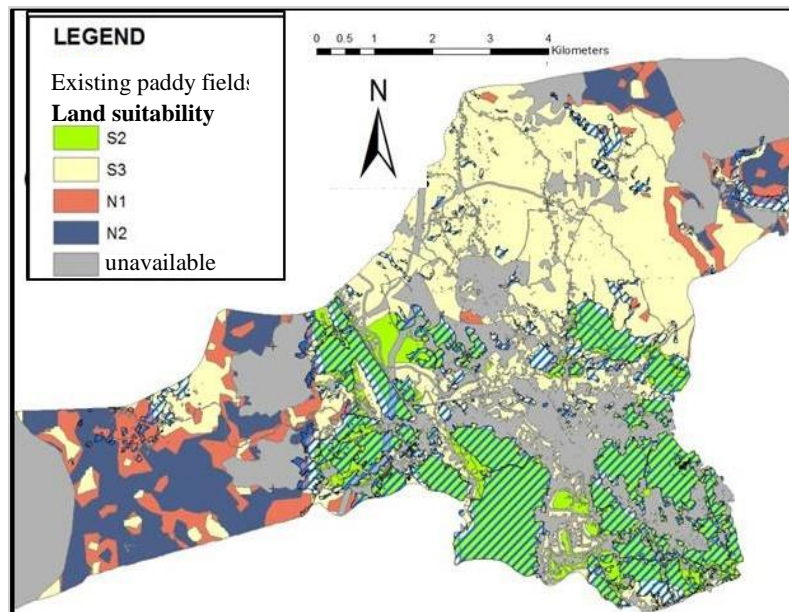 LEGEND
Existing paddy fields
Land suitability
S2
S3
N1
N2
unavailable
0 0.5 1 2 3 4
Kilometers
N